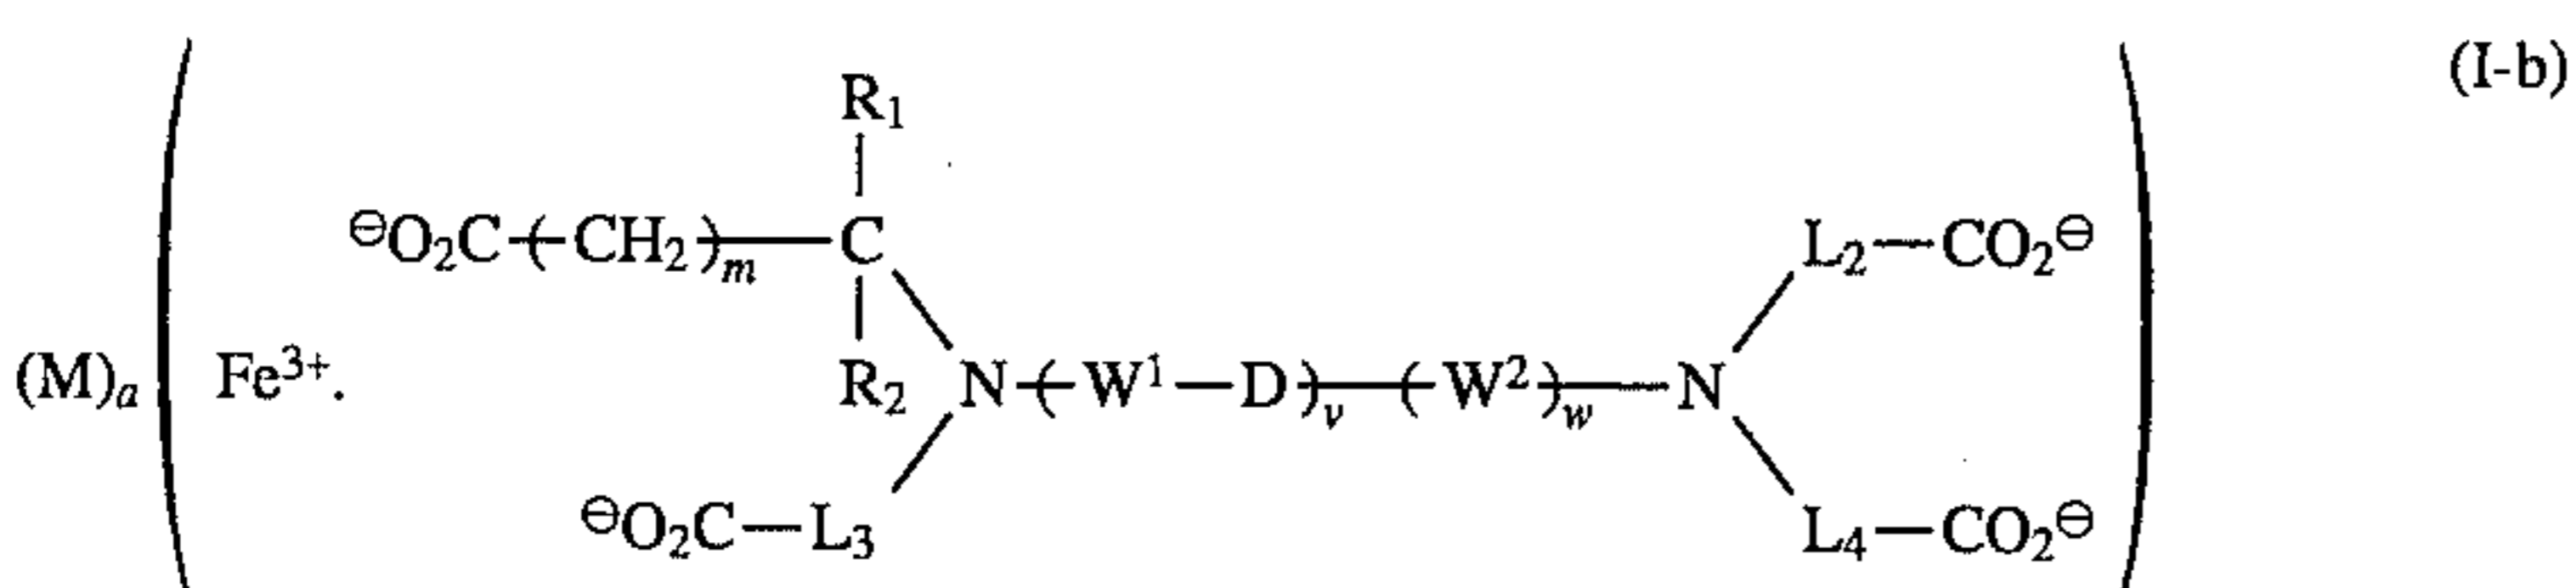 (I-b)
R₁
⊖O₂C-(-CH₂-)ₘ—C L₂—CO₂⊖
(M)ₐ ( Fe³⁺. R₂ N-(-W¹—D-)ᵥ—(-W²-)w—N )
⊖O₂C—L₃ L₄—CO₂⊖